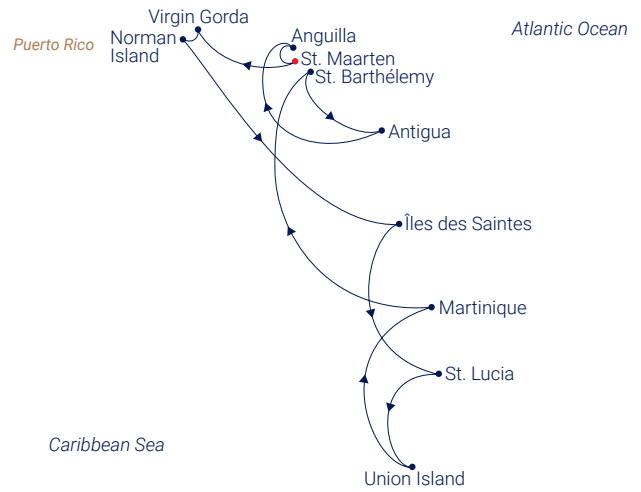 Virgin Gorda
Atlantic Ocean
Puerto Rico
Norman
Island
Anguilla
St. Maarten
St. Barthélemy
Antigua
Îles des Saintes
Martinique
St. Lucia
Caribbean Sea
Union Island